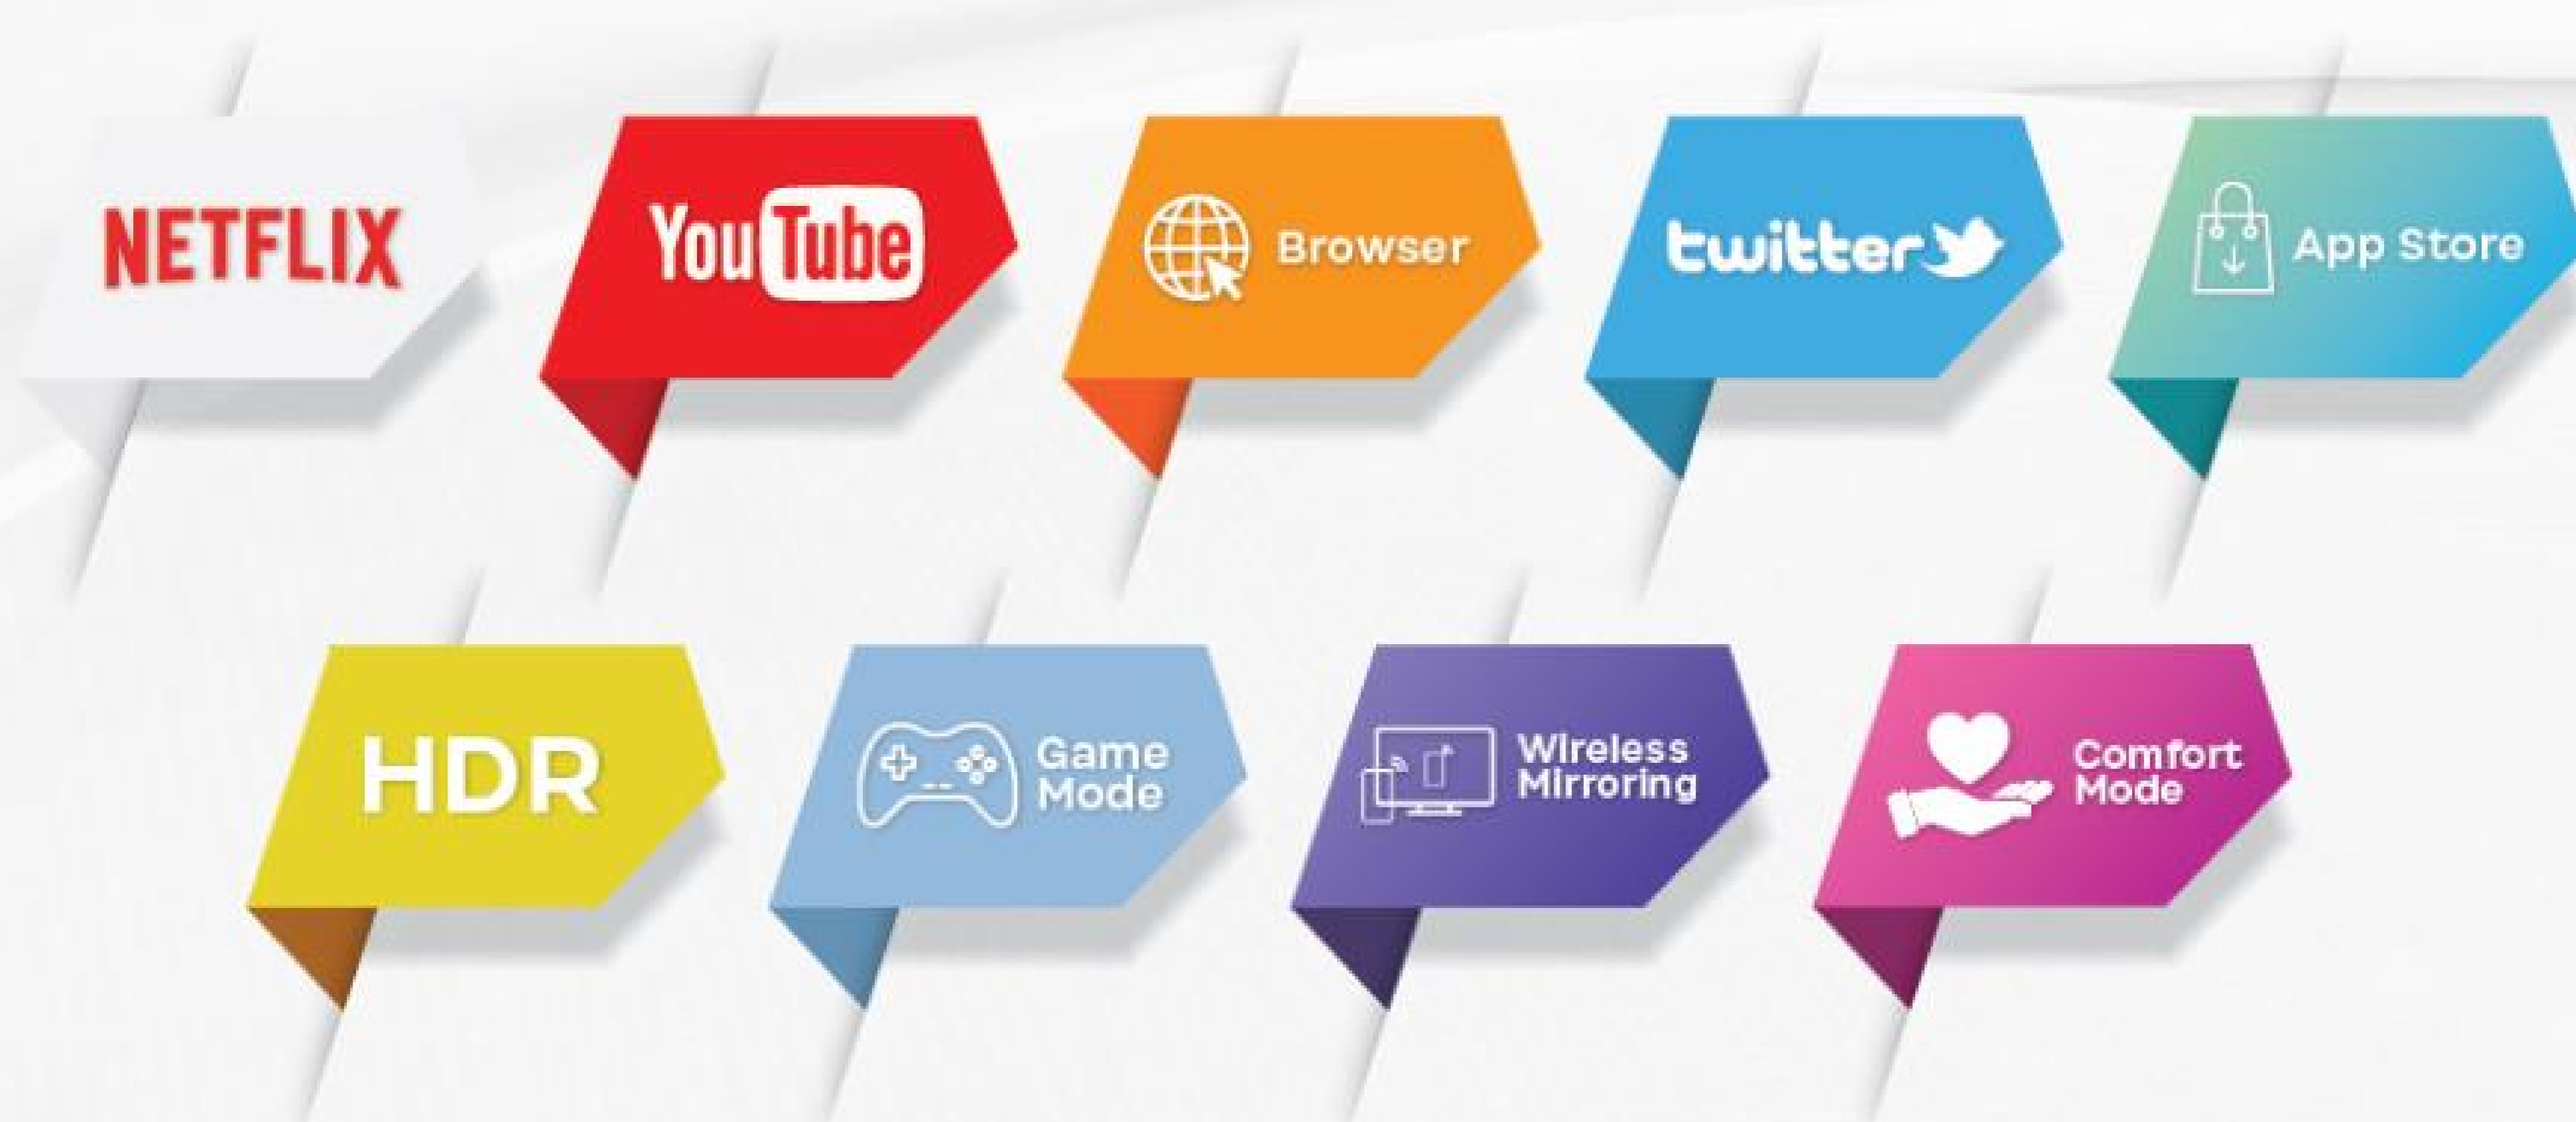 NETFLIX
YouTube
Browser
twitter
App Store
HDR
Game
Mode
Wireless
Mirroring
Comfort
Mode